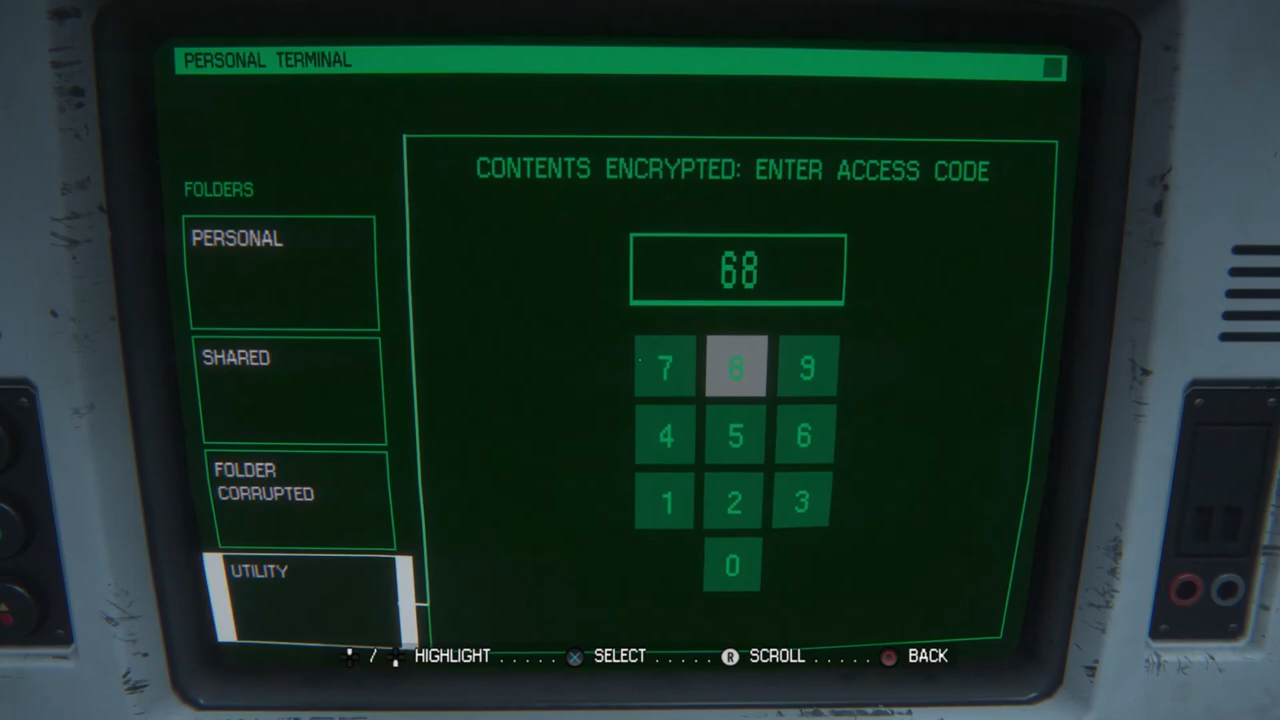 PERSONAL TERMINAL
FOLDERS
PERSONAL
SHARED
FOLDER
CORRUPTED
UTILITY
CONTENTS ENCRYPTED: ENTER ACCESS CODE
68
7 8 9
4 5 6
1 2 3
0
/ HIGHLIGHT ..... SELECT ..... R SCROLL ..... BACK